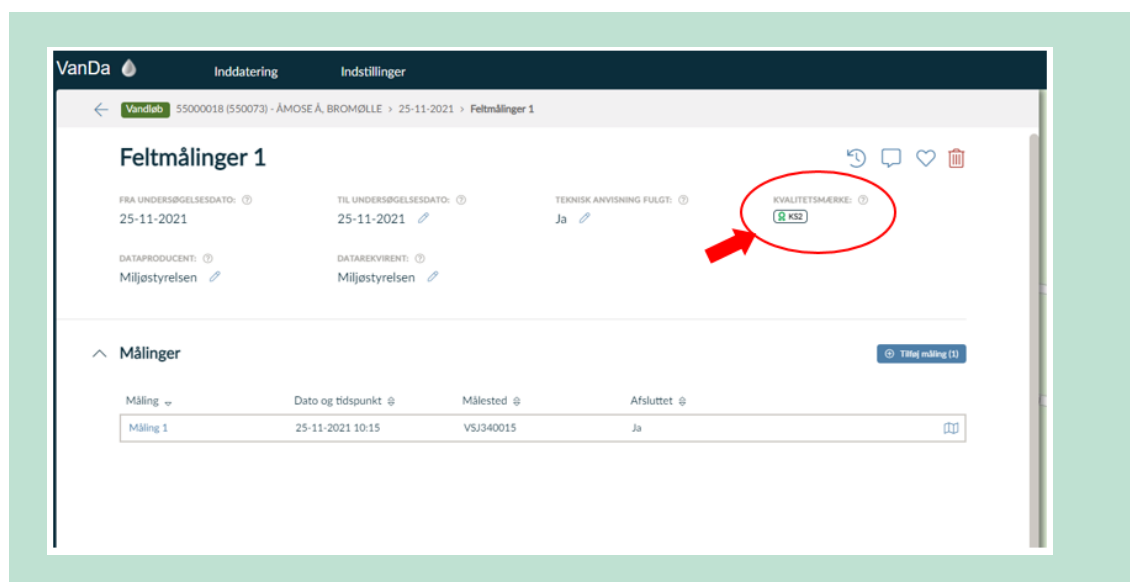 VanDa Inddatering Indstillinger
Vandløb 55000018 (550073) - ÅMOSE Å, BROMØLLE > 25-11-2021 > Feltmålinger 1
Feltmålinger 1
FRA UNDERSØGELSESDATO: TIL UNDERSØGELSESDATO: TEKNISK ANVISNING FULGT: KVALITETSMÆRKE:
25-11-2021 25-11-2021 Ja KS2
DATAPRODUCENT: DATAREKVIRENT:
Miljøstyrelsen Miljøstyrelsen
Målinger Tilføj måling (1)
Måling Dato og tidspunkt Målested Afsluttet
Måling 1 25-11-2021 10:15 VSJ340015 Ja